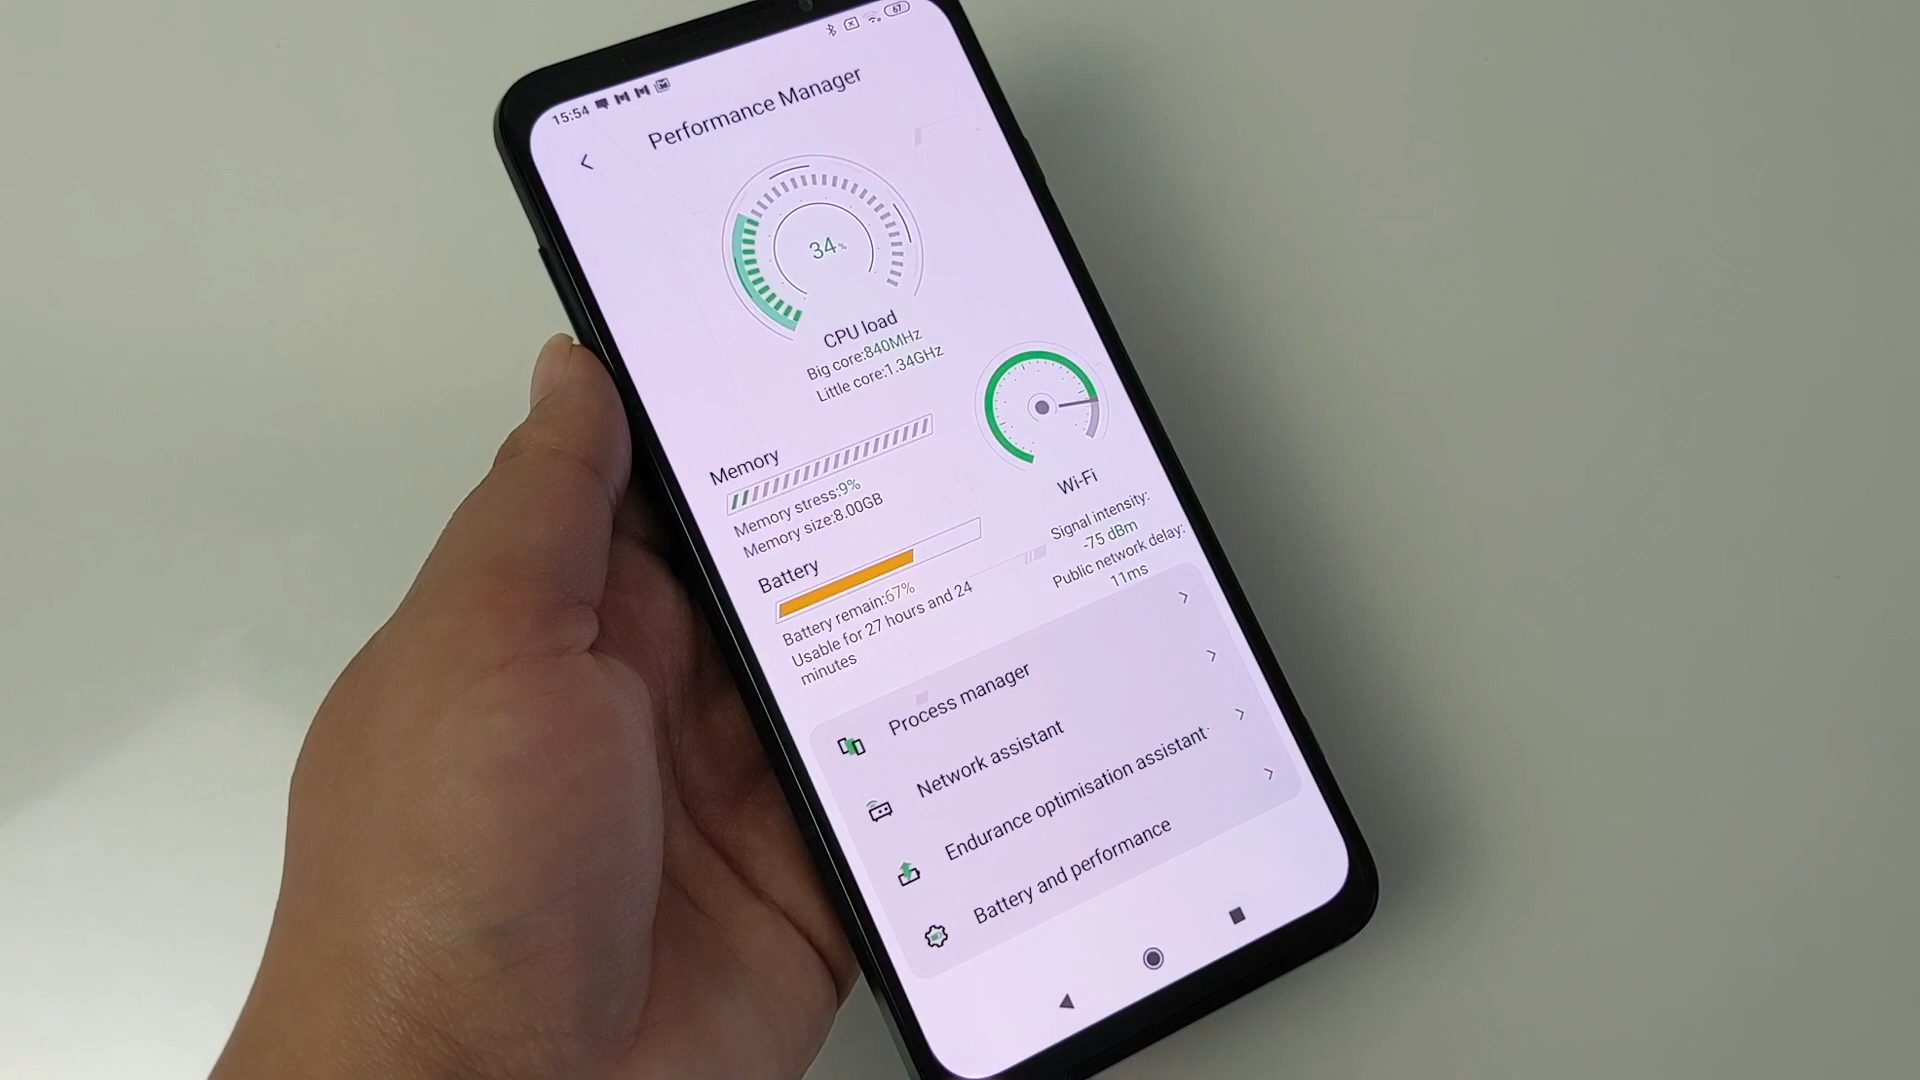 15:54
67
Performance Manager
34%
CPU load
Big core:840MHz
Little core:1.34GHz
Memory
Memory stress:9%
Memory size:8.00GB
Wi-Fi
Signal intensity:
-75 dBm
Public network delay:
11ms
Battery
Battery remain:67%
Usable for 27 hours and 24
minutes
Process manager
Network assistant
Endurance optimisation assistant
Battery and performance